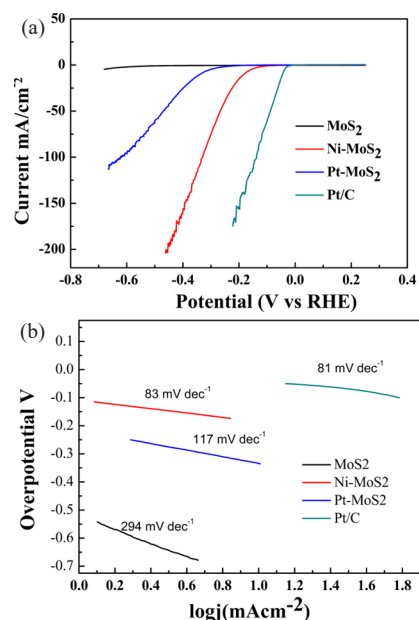 (a)
0
-50
-100
-150
-200
Current mA/cm⁻²
MoS₂
Ni-MoS₂
Pt-MoS₂
Pt/C
-0.8 -0.6 -0.4 -0.2 0.0 0.2 0.4
Potential (V vs RHE)
(b)
0.1
0.0
-0.1
-0.2
-0.3
-0.4
-0.5
-0.6
-0.7
Overpotential V
81 mV dec⁻¹
83 mV dec⁻¹
117 mV dec⁻¹
294 mV dec⁻¹
MoS2
Ni-MoS2
Pt-MoS2
Pt/C
0.0 0.2 0.4 0.6 0.8 1.0 1.2 1.4 1.6 1.8
logj(mAcm⁻²)